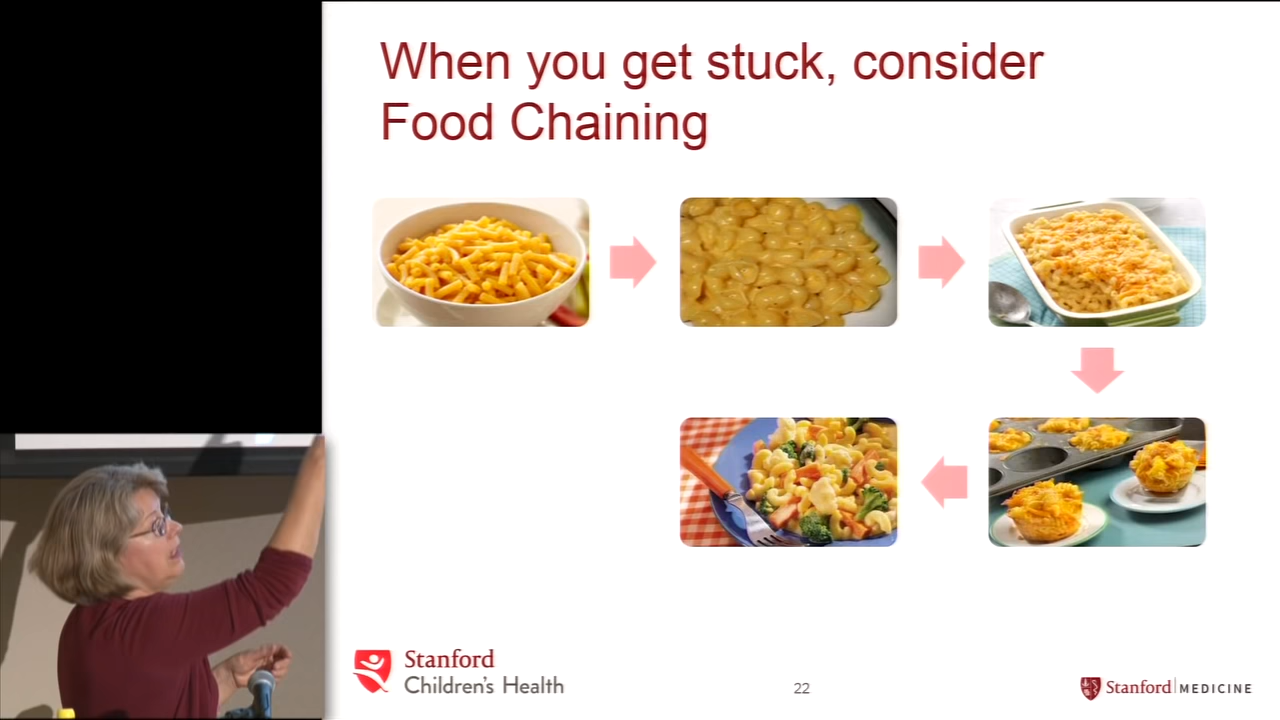 When you get stuck, consider
Food Chaining
Stanford
Children's Health
22
Stanford MEDICINE